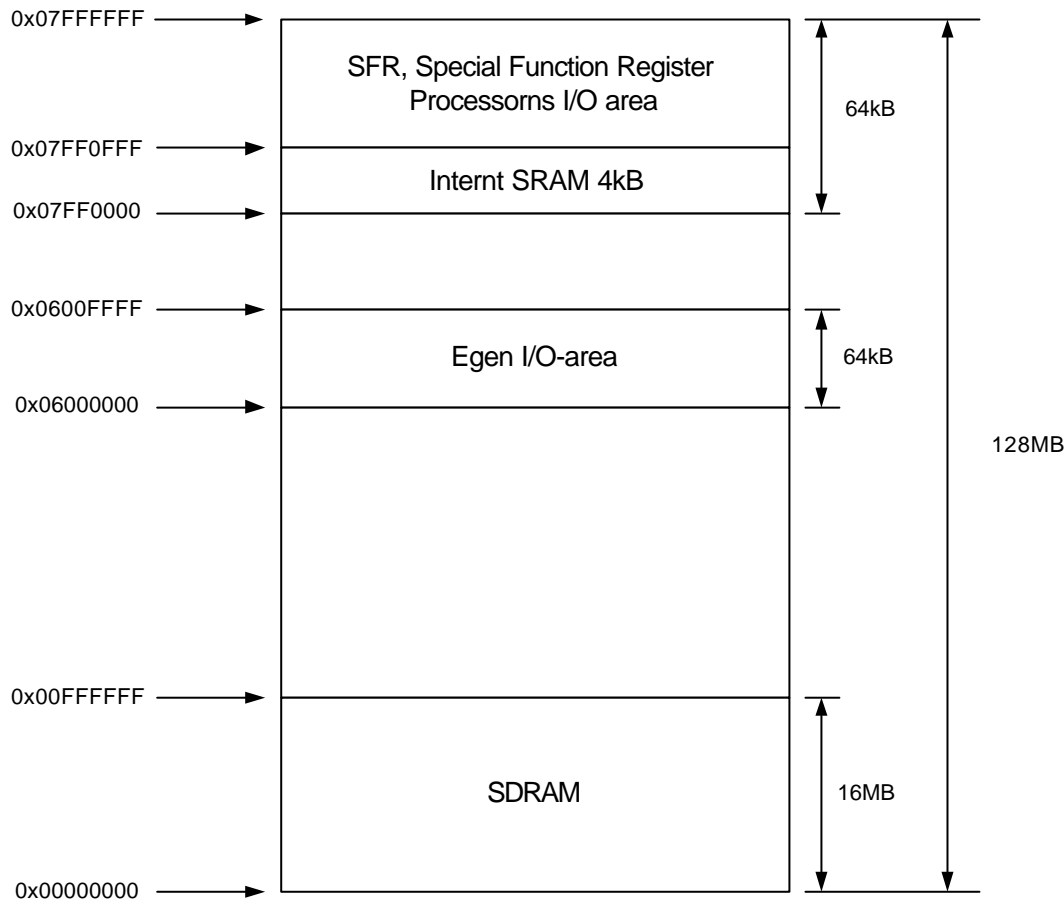 0x07FFFFFF
SFR, Special Function Register
Processorns I/O area
64kB
0x07FF0FFF
Internt SRAM 4kB
0x07FF0000
0x0600FFFF
Egen I/O-area
64kB
0x06000000
128MB
0x00FFFFFF
SDRAM
16MB
0x00000000